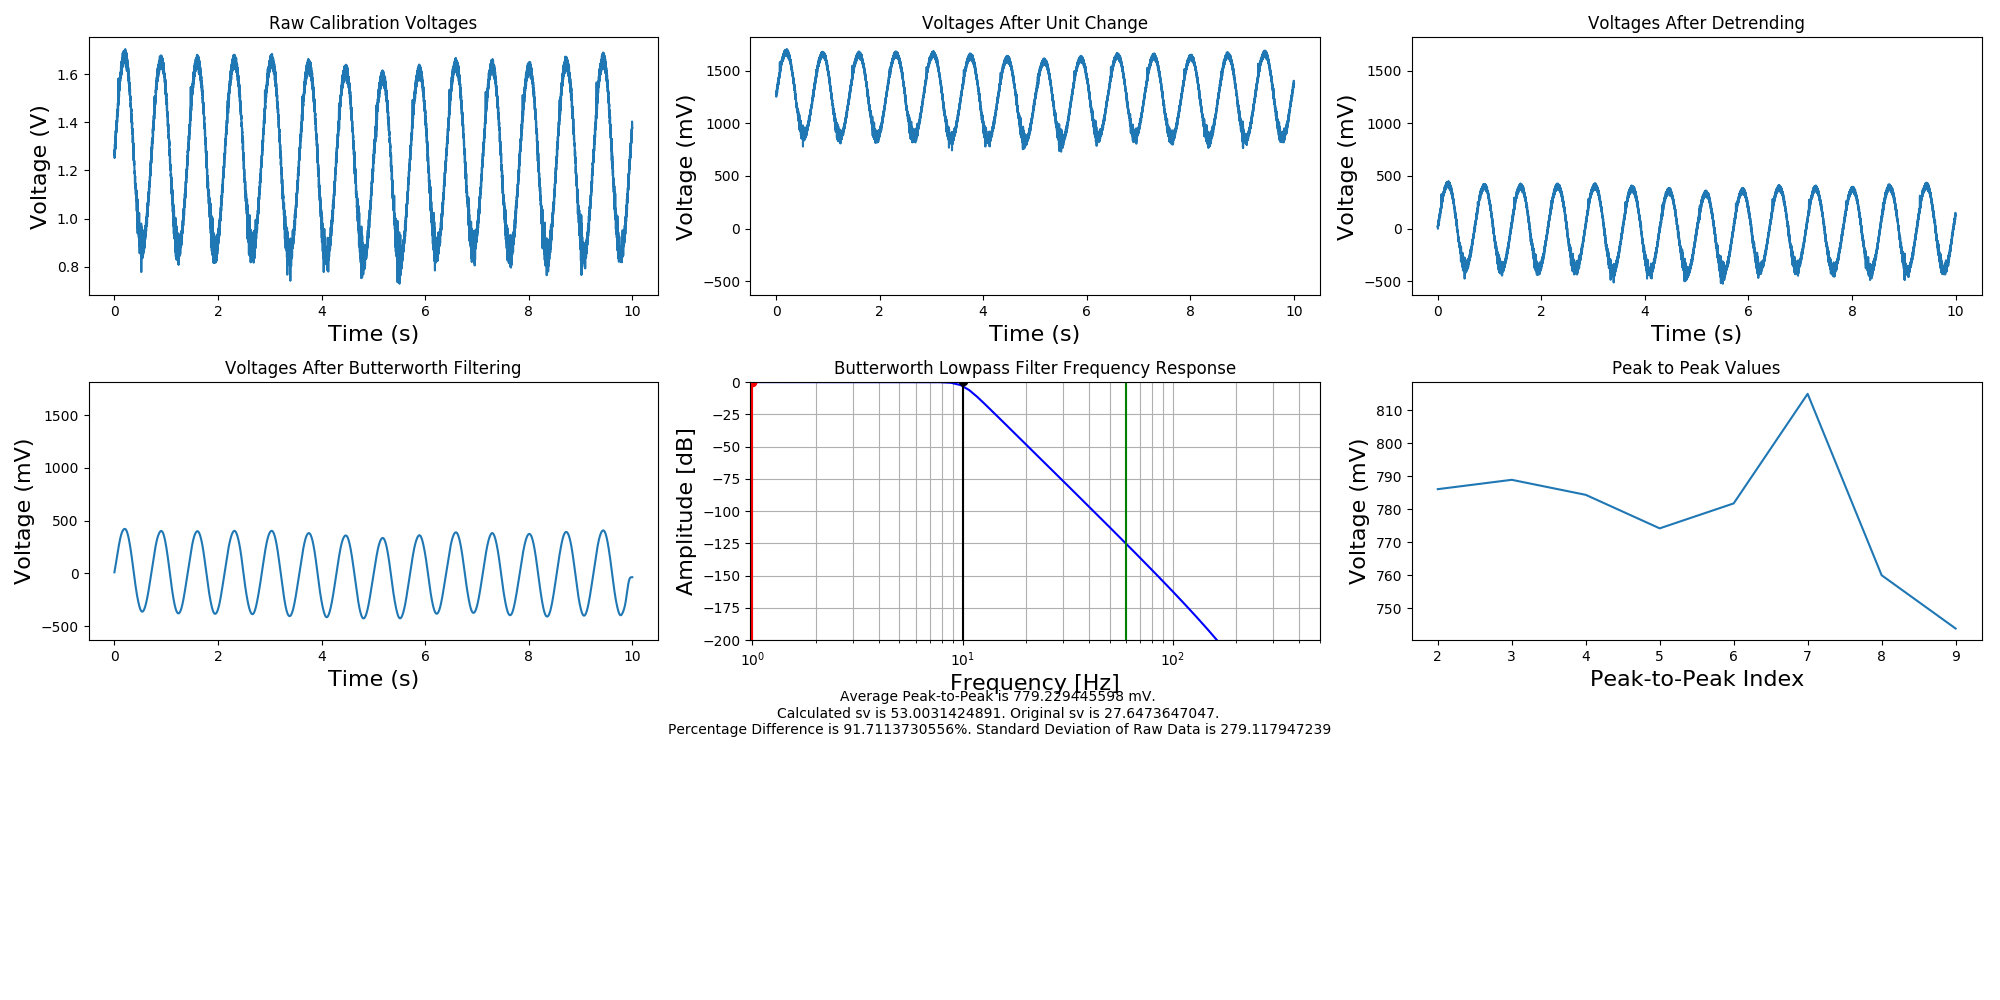 Raw Calibration Voltages
Voltage (V)
1.6
1.4
1.2
1.0
0.8
0 2 4 6 8 10
Time (s)
Voltages After Unit Change
Voltage (mV)
1500
1000
500
0
−500
0 2 4 6 8 10
Time (s)
Voltages After Detrending
Voltage (mV)
1500
1000
500
0
−500
0 2 4 6 8 10
Time (s)
Voltages After Butterworth Filtering
Voltage (mV)
1500
1000
500
0
−500
0 2 4 6 8 10
Time (s)
Butterworth Lowpass Filter Frequency Response
Amplitude [dB]
0
−25
−50
−75
−100
−125
−150
−175
−200
10⁰ 10¹ 10²
Frequency [Hz]
Peak to Peak Values
Voltage (mV)
810
800
790
780
770
760
750
2 3 4 5 6 7 8 9
Peak-to-Peak Index
Average Peak-to-Peak is 779.229445598 mV.
Calculated sv is 53.0031424891. Original sv is 27.6473647047.
Percentage Difference is 91.7113730556%. Standard Deviation of Raw Data is 279.117947239